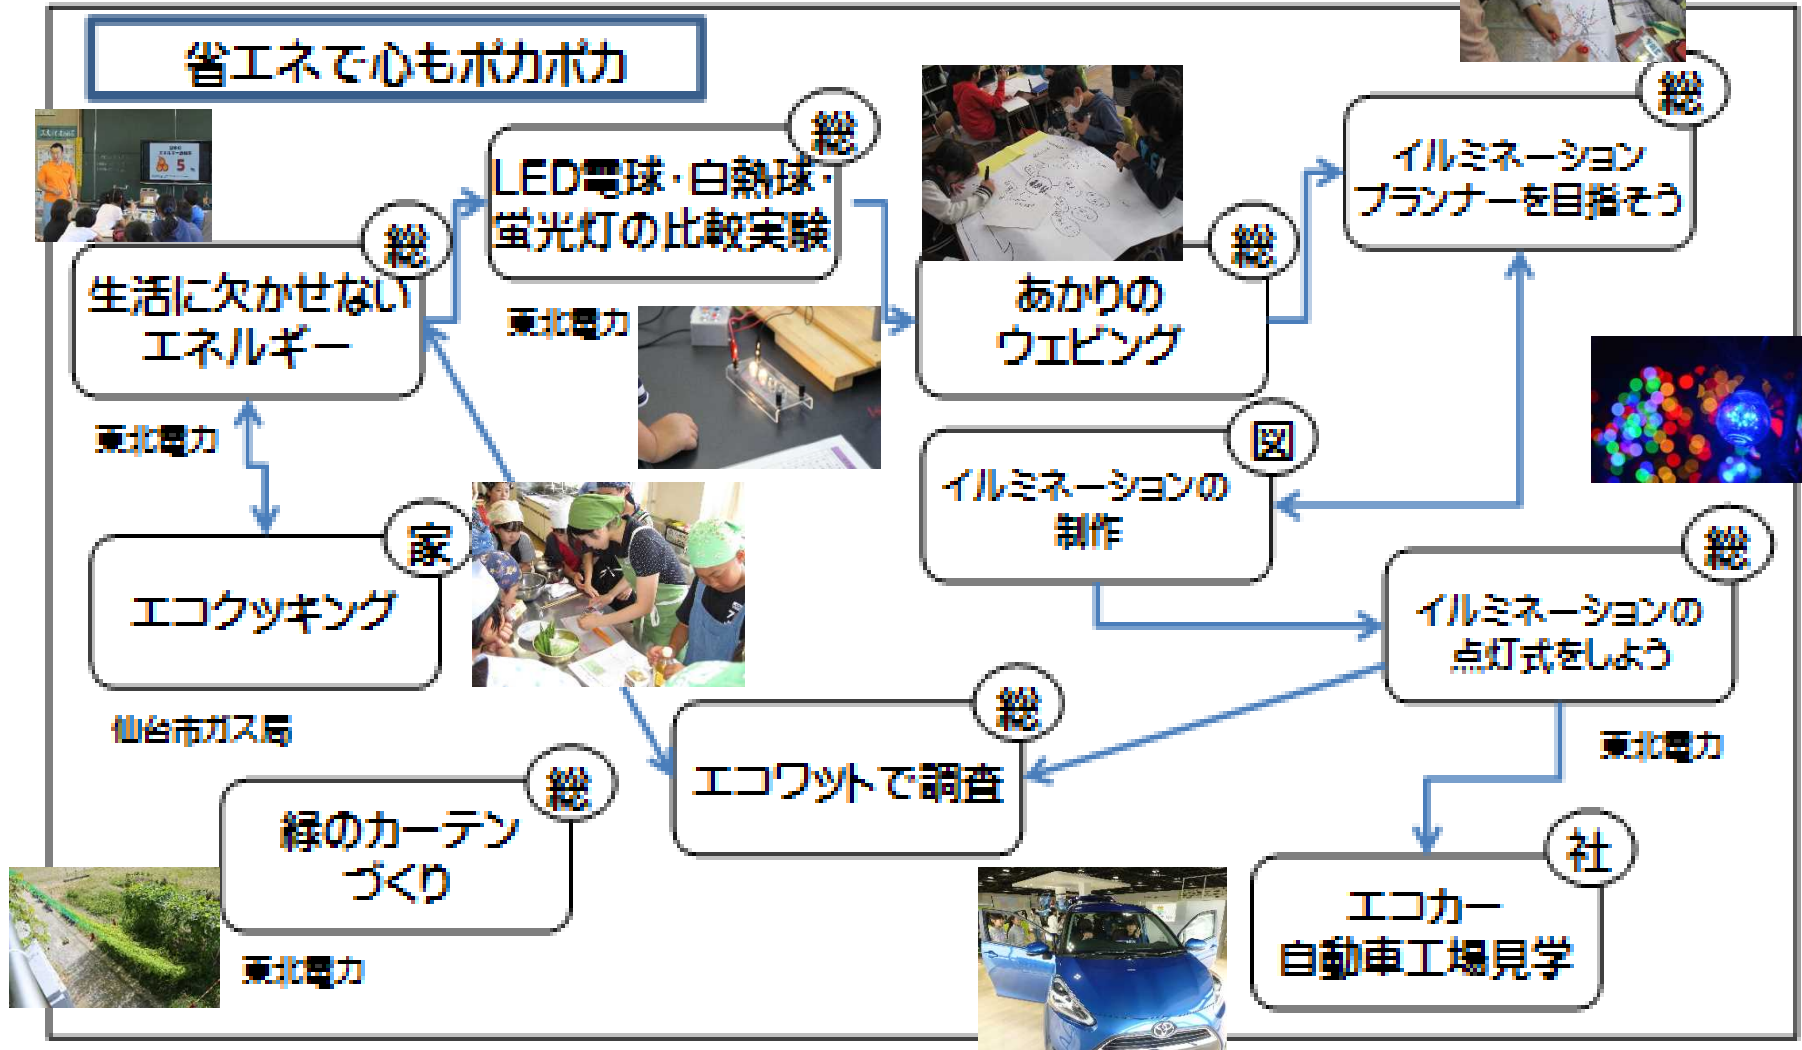 省エネで心もポカポカ
総
イルミネーション
プランナーを目指そう
総
LED電球・白熱球・
蛍光灯の比較実験
東北電力
総
生活に欠かせない
エネルギー
東北電力
総
あかりの
ウェビング
図
イルミネーションの
制作
家
エコクッキング
仙台市ガス局
総
イルミネーションの
点灯式をしよう
東北電力
総
エコワットで調査
総
緑のカーテン
づくり
東北電力
社
エコカー
自動車工場見学